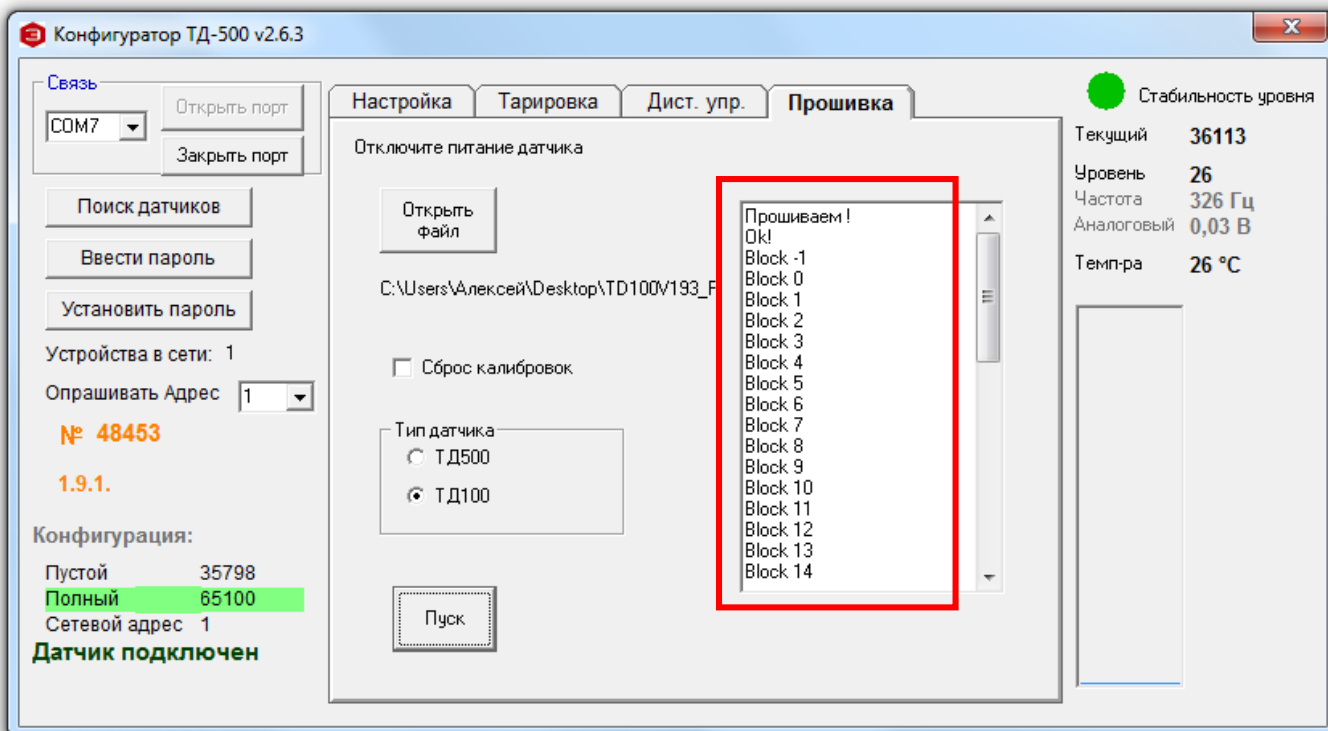 Конфигуратор ТД-500 v2.6.3
Связь
COM7
Открыть порт
Закрыть порт
Поиск датчиков
Ввести пароль
Установить пароль
Устройства в сети: 1
Опрашивать Адрес 1
№ 48453
1.9.1.
Конфигурация:
Пустой 35798
Полный 65100
Сетевой адрес 1
Датчик подключен
Настройка Тарировка Дист. упр. Прошивка
Отключите питание датчика
Открыть
файл
C:\Users\Алексей\Desktop\TD100V193_F
Сброс калибровок
Тип датчика
ТД500
ТД100
Пуск
Прошиваем !
Ok!
Block -1
Block 0
Block 1
Block 2
Block 3
Block 4
Block 5
Block 6
Block 7
Block 8
Block 9
Block 10
Block 11
Block 12
Block 13
Block 14
Стабильность уровня
Текущий 36113
Уровень 26
Частота 326 Гц
Аналоговый 0,03 В
Темп-ра 26 °C